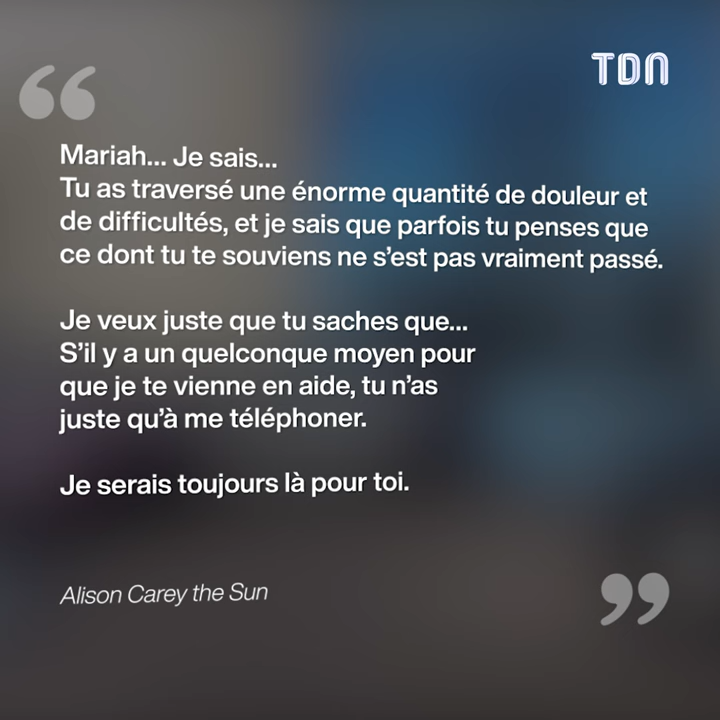 TDN
“
Mariah... Je sais...
Tu as traversé une énorme quantité de douleur et
de difficultés, et je sais que parfois tu penses que
ce dont tu te souviens ne s’est pas vraiment passé.
Je veux juste que tu saches que...
S’il y a un quelconque moyen pour
que je te vienne en aide, tu n’as
juste qu’à me téléphoner.
Je serais toujours là pour toi.
Alison Carey the Sun
”